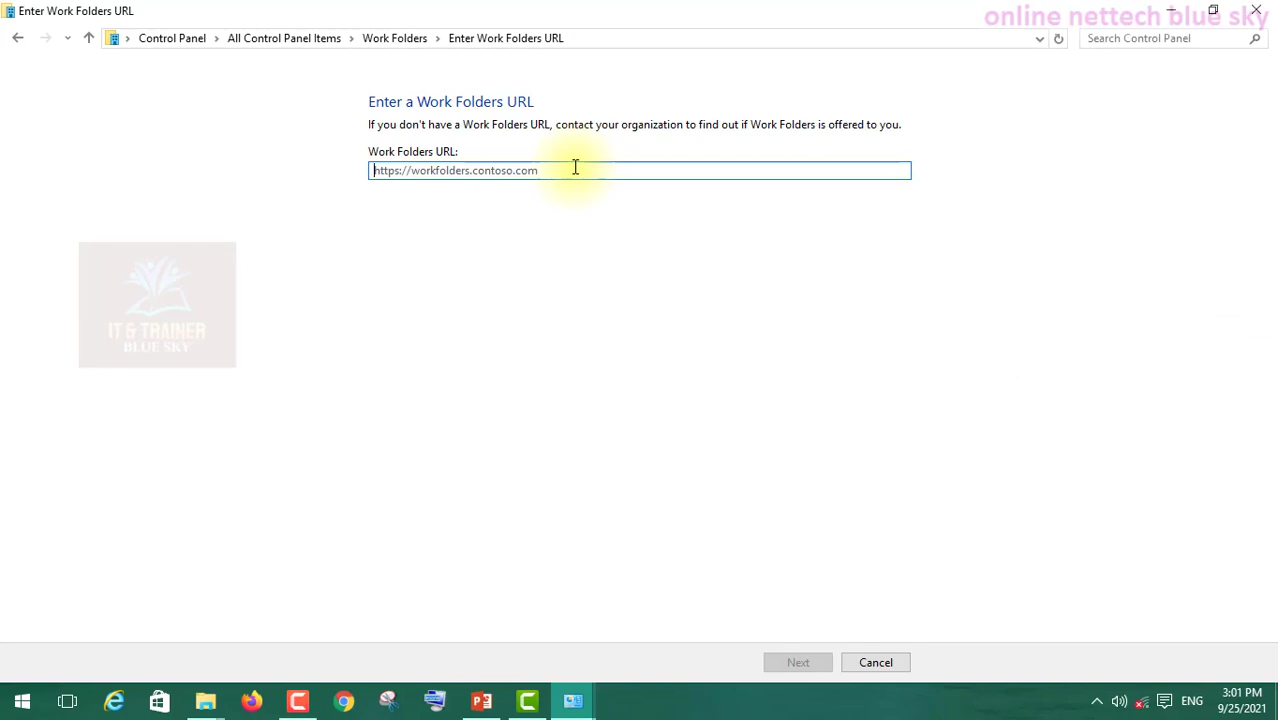 Enter Work Folders URL
online nettech blue sky
Control Panel > All Control Panel Items > Work Folders > Enter Work Folders URL
Search Control Panel
Enter a Work Folders URL
If you don't have a Work Folders URL, contact your organization to find out if Work Folders is offered to you.
Work Folders URL:
https://workfolders.contoso.com
IT & TRAINER
BLUE SKY
Next
Cancel
ENG
3:01 PM
9/25/2021